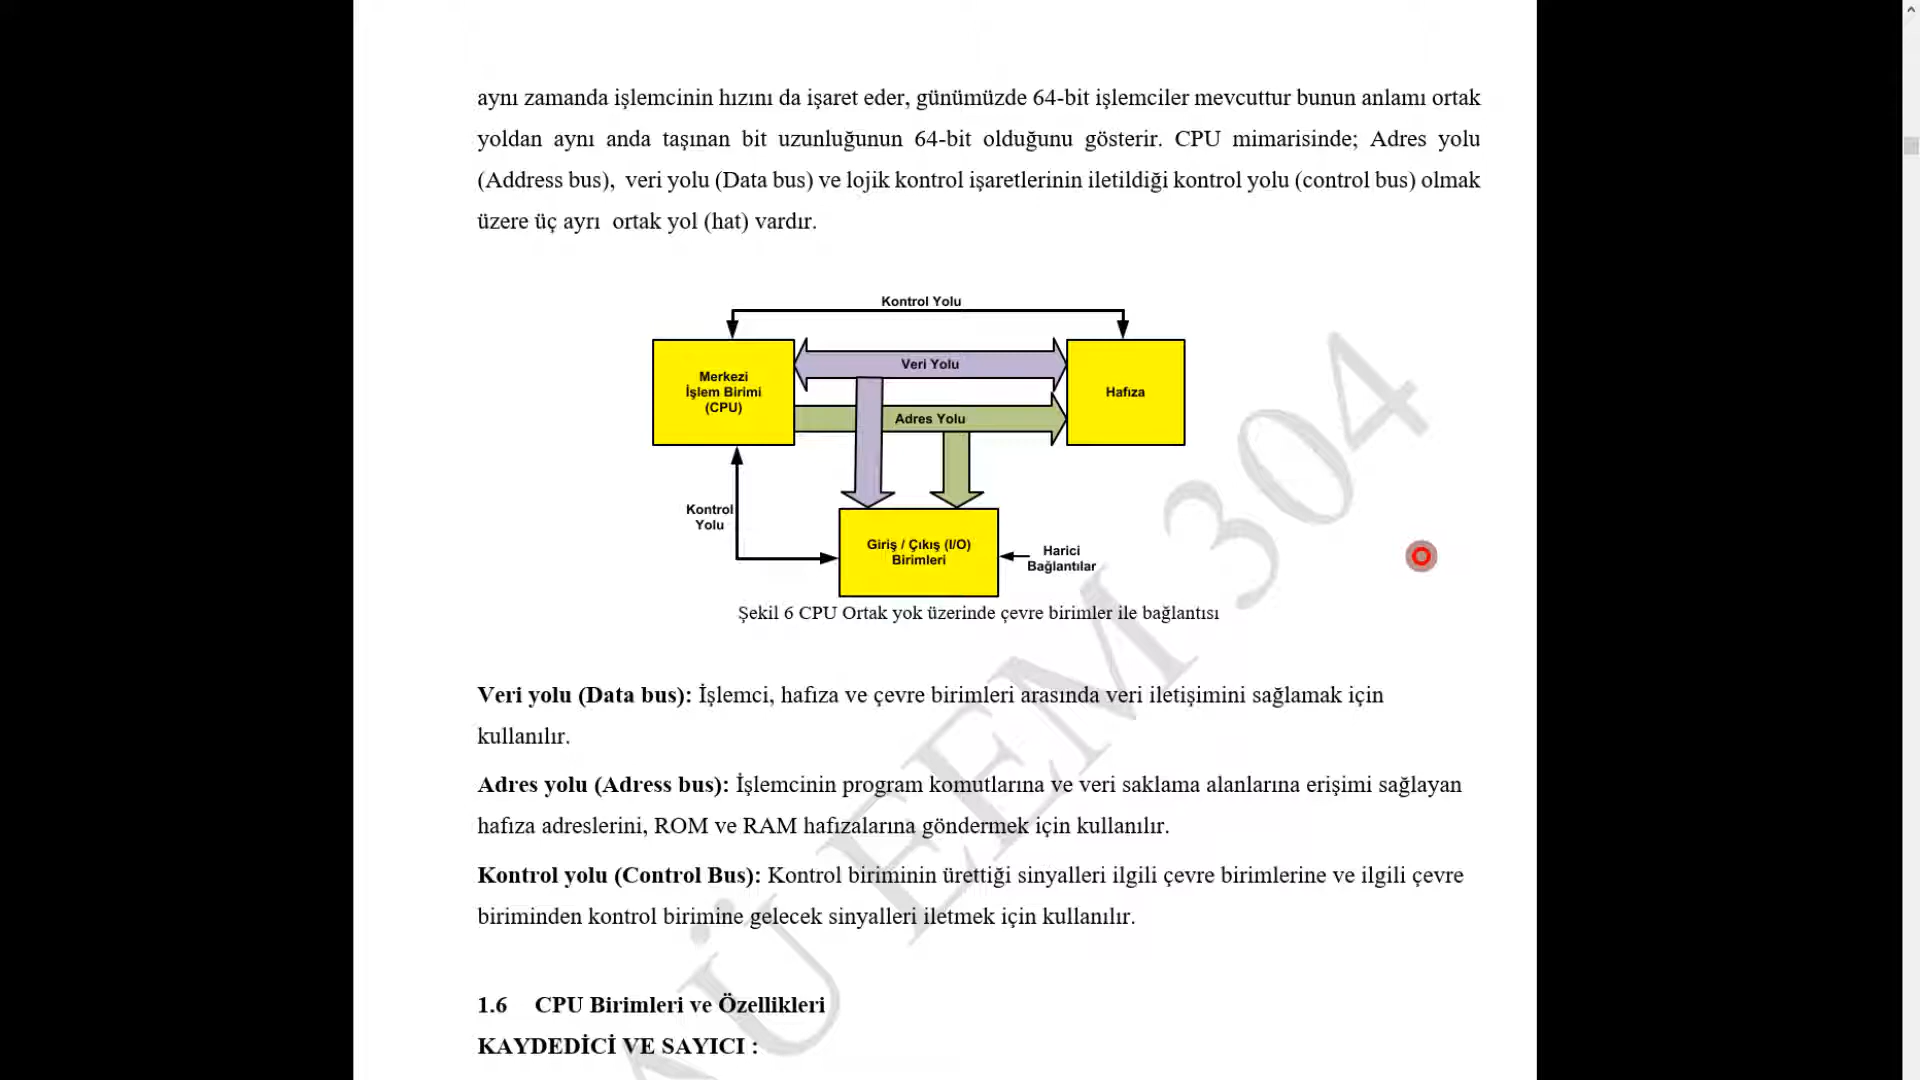 aynı zamanda işlemcinin hızını da işaret eder, günümüzde 64-bit işlemciler mevcuttur bunun anlamı ortak
yoldan aynı anda taşınan bit uzunluğunun 64-bit olduğunu gösterir. CPU mimarisinde; Adres yolu
(Address bus), veri yolu (Data bus) ve lojik kontrol işaretlerinin iletildiği kontrol yolu (control bus) olmak
üzere üç ayrı ortak yol (hat) vardır.
Kontrol Yolu
Merkezi
İşlem Birimi
(CPU)
Veri Yolu
Adres Yolu
Hafıza
Kontrol
Yolu
Giriş / Çıkış (I/O)
Birimleri
Harici
Bağlantılar
Şekil 6 CPU Ortak yok üzerinde çevre birimler ile bağlantısı
Veri yolu (Data bus): İşlemci, hafıza ve çevre birimleri arasında veri iletişimini sağlamak için
kullanılır.
Adres yolu (Adress bus): İşlemcinin program komutlarına ve veri saklama alanlarına erişimi sağlayan
hafıza adreslerini, ROM ve RAM hafızalarına göndermek için kullanılır.
Kontrol yolu (Control Bus): Kontrol biriminin ürettiği sinyalleri ilgili çevre birimlerine ve ilgili çevre
biriminden kontrol birimine gelecek sinyalleri iletmek için kullanılır.
1.6 CPU Birimleri ve Özellikleri
KAYDEDİCİ VE SAYICI :
EEM 304